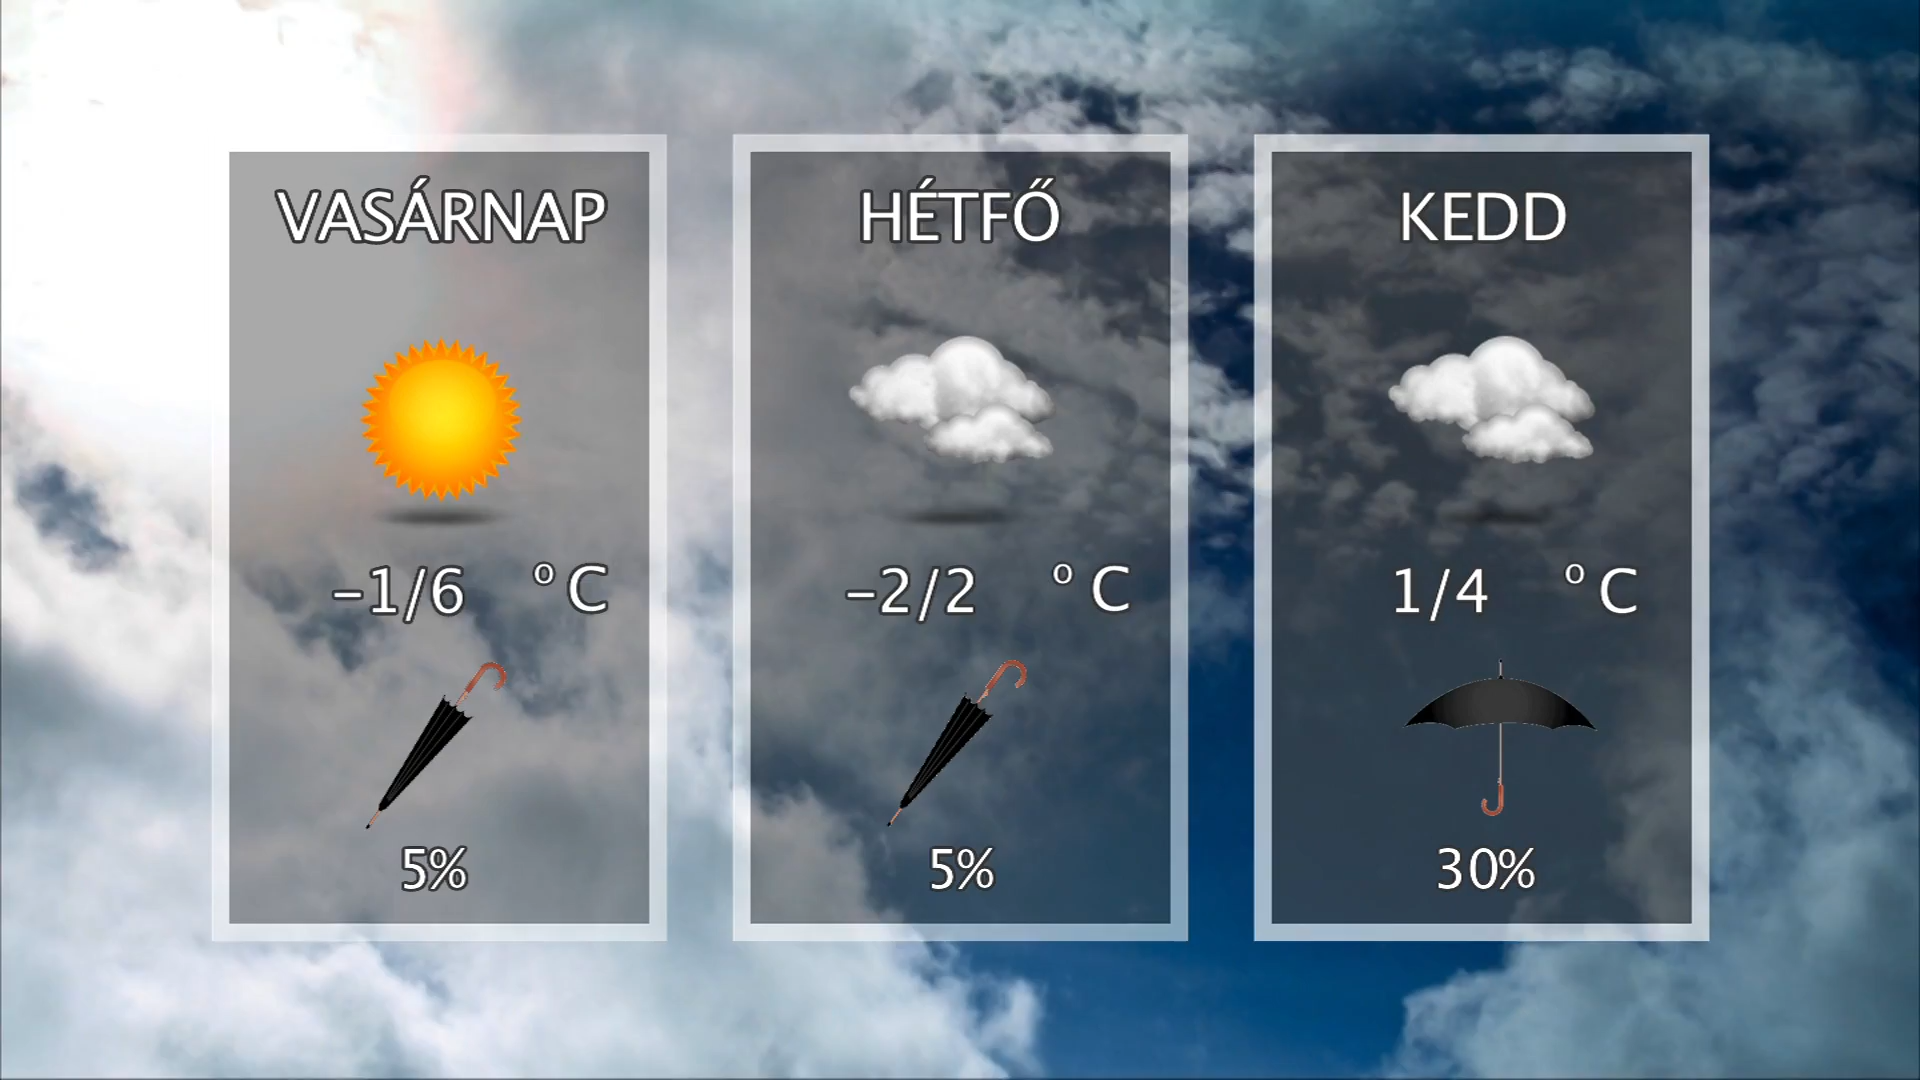 VASÁRNAP
-1/6 °C
5%
HÉTFŐ
-2/2 °C
5%
KEDD
1/4 °C
30%